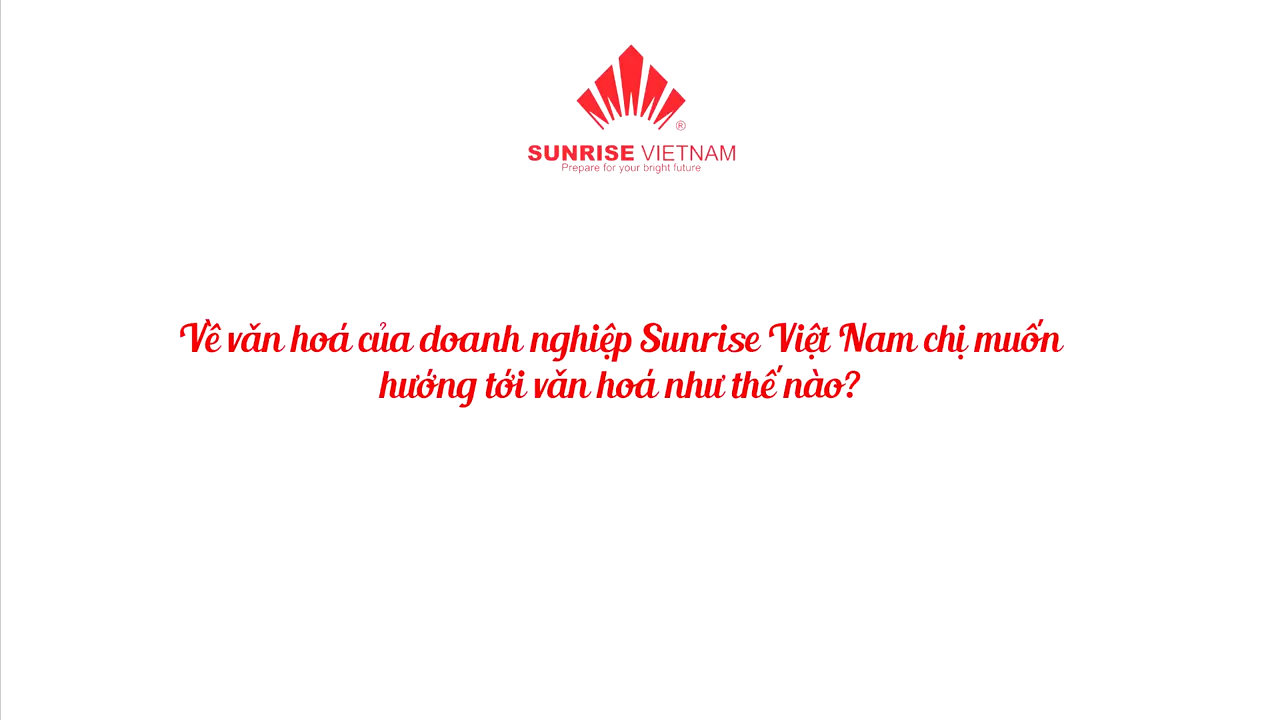 ®
SUNRISE VIETNAM
Prepare for your bright future
Về văn hoá của doanh nghiệp Sunrise Việt Nam chị muốn
hướng tới văn hoá như thế nào?